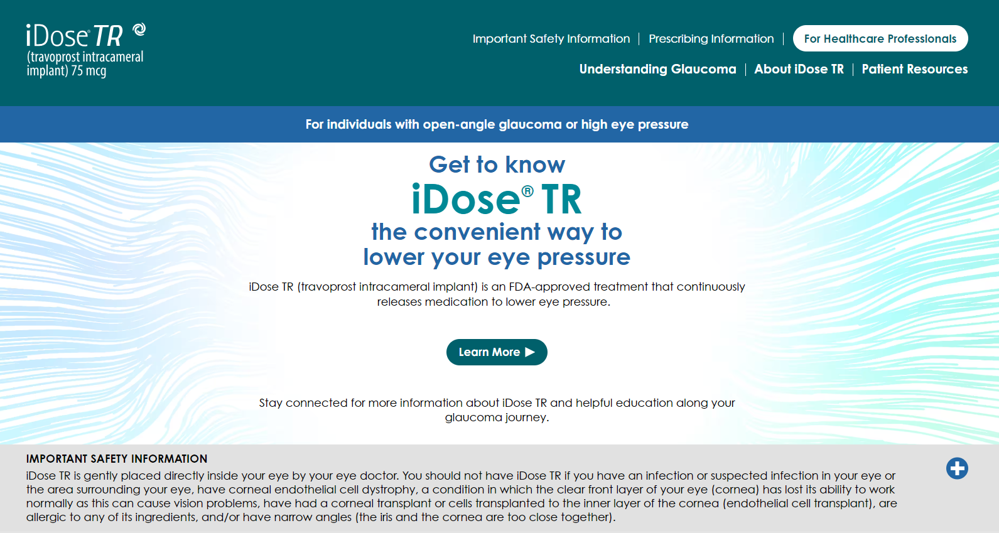 iDose® TR
(travoprost intracameral
implant) 75 mcg
Important Safety Information
Prescribing Information
For Healthcare Professionals
Understanding Glaucoma
About iDose TR
Patient Resources
For individuals with open-angle glaucoma or high eye pressure
Get to know
iDose® TR
the convenient way to
lower your eye pressure
iDose TR (travoprost intracameral implant) is an FDA-approved treatment that continuously
releases medication to lower eye pressure.
Learn More
Stay connected for more information about iDose TR and helpful education along your
glaucoma journey.
IMPORTANT SAFETY INFORMATION
iDose TR is gently placed directly inside your eye by your eye doctor. You should not have iDose TR if you have an infection or suspected infection in your eye or
the area surrounding your eye, have corneal endothelial cell dystrophy, a condition in which the clear front layer of your eye (cornea) has lost its ability to work
normally as this can cause vision problems, have had a corneal transplant or cells transplanted to the inner layer of the cornea (endothelial cell transplant), are
allergic to any of its ingredients, and/or have narrow angles (the iris and the cornea are too close together).